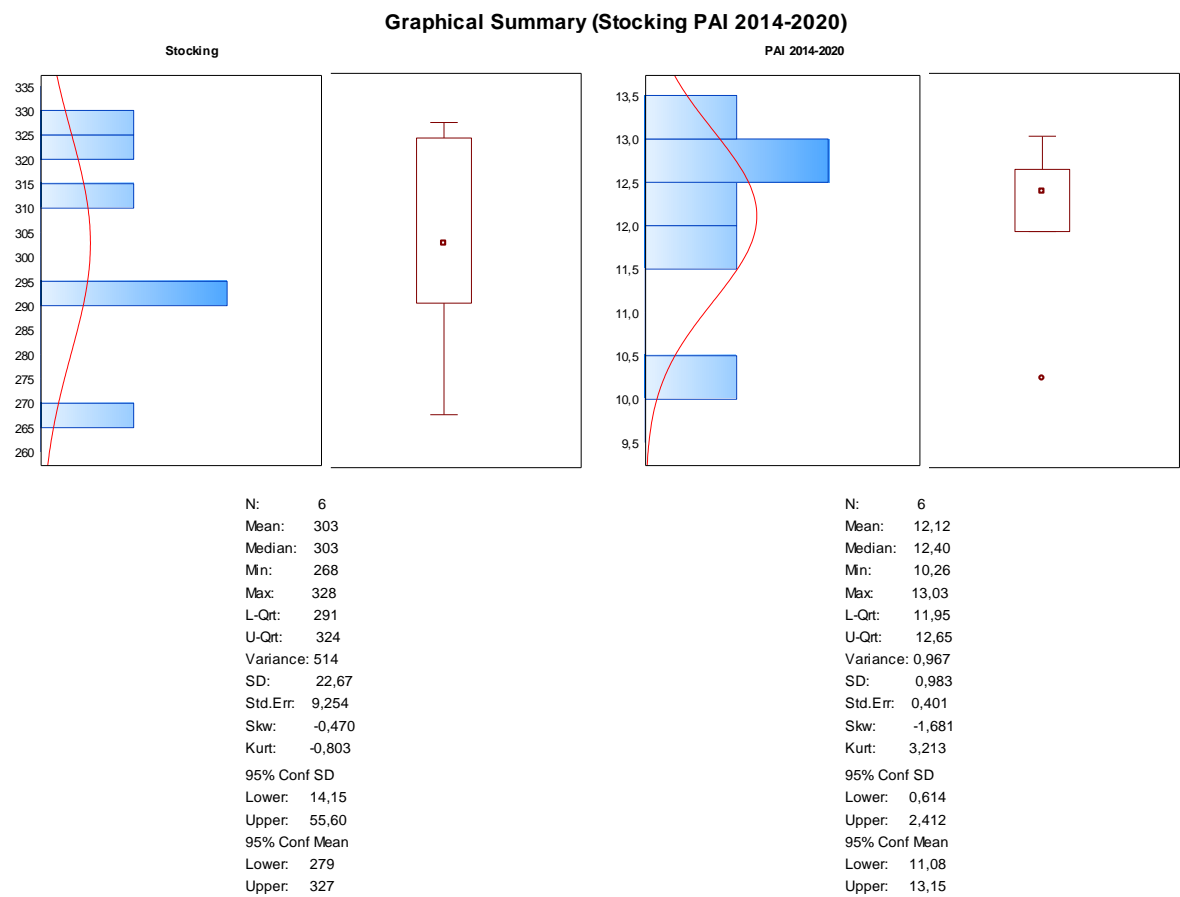 Graphical Summary (Stocking PAI 2014-2020)
Stocking
335
330
325
320
315
310
305
300
295
290
285
280
275
270
265
260
PAI 2014-2020
13,5
13,0
12,5
12,0
11,5
11,0
10,5
10,0
9,5
N: 6
Mean: 303
Median: 303
Min: 268
Max: 328
L-Qrt: 291
U-Qrt: 324
Variance: 514
SD: 22,67
Std.Err: 9,254
Skw: -0,470
Kurt: -0,803
95% Conf SD
Lower: 14,15
Upper: 55,60
95% Conf Mean
Lower: 279
Upper: 327
N: 6
Mean: 12,12
Median: 12,40
Min: 10,26
Max: 13,03
L-Qrt: 11,95
U-Qrt: 12,65
Variance: 0,967
SD: 0,983
Std.Err: 0,401
Skw: -1,681
Kurt: 3,213
95% Conf SD
Lower: 0,614
Upper: 2,412
95% Conf Mean
Lower: 11,08
Upper: 13,15